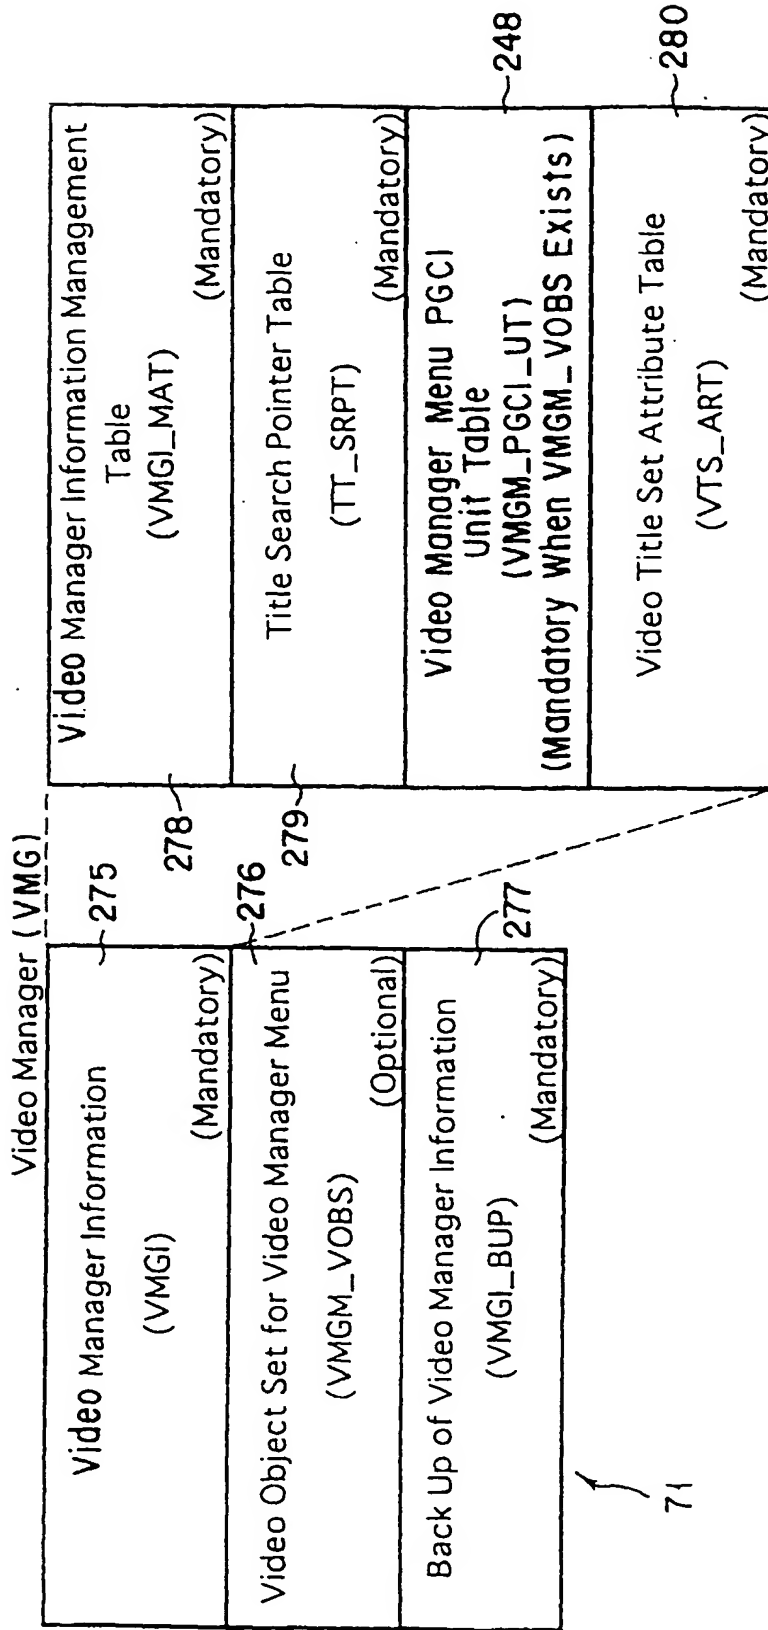 Video Manager (VMG)
Video Manager Information
(VMGI)
(Mandatory)
275
Video Object Set for Video Manager Menu
(VMGM_VOBS)
(Optional)
276
Back Up of Video Manager Information
(VMGI_BUP)
(Mandatory)
277
71
Video Manager Information Management
Table
(VMGI_MAT)
(Mandatory)
278
Title Search Pointer Table
(TT_SRPT)
(Mandatory)
279
Video Manager Menu PGCI
Unit Table
(VMGM_PGCI_UT)
(Mandatory When VMGM_VOBS Exists)
248
Video Title Set Attribute Table
(VTS_ART)
(Mandatory)
280